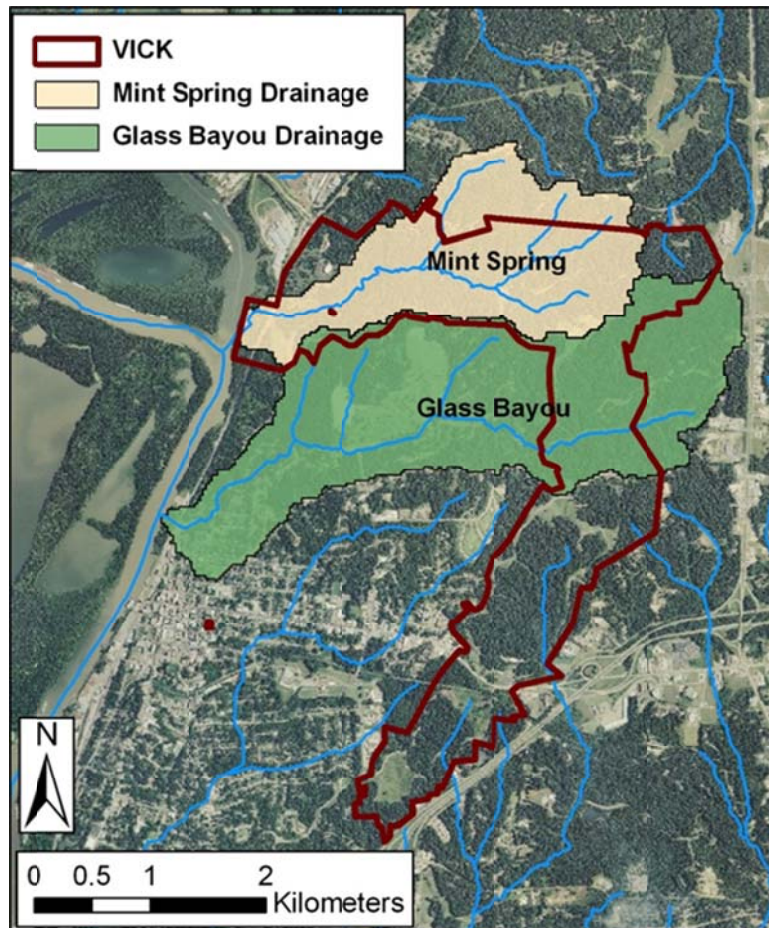 VICK
Mint Spring Drainage
Glass Bayou Drainage
Mint Spring
Glass Bayou
N
0 0.5 1 2
Kilometers